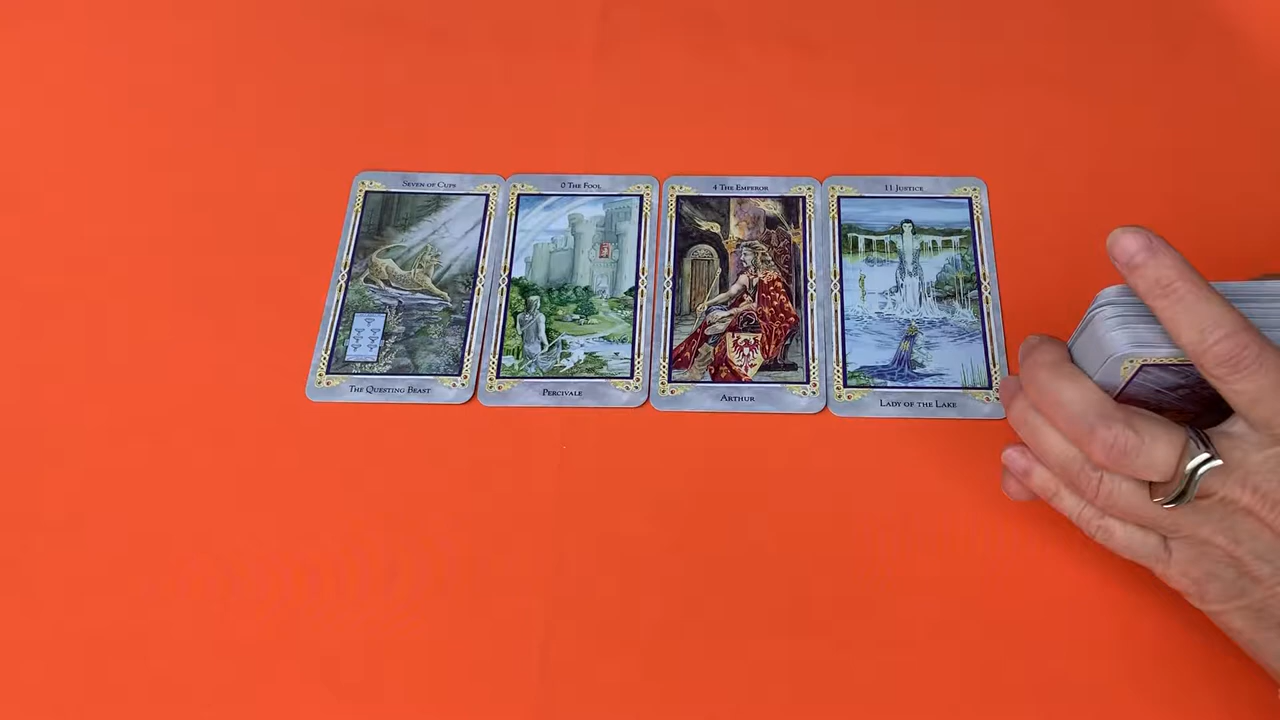 Seven of Cups
0 The Fool
4 The Emperor
11 Justice
The Questing Beast
Percivale
Arthur
Lady of the Lake